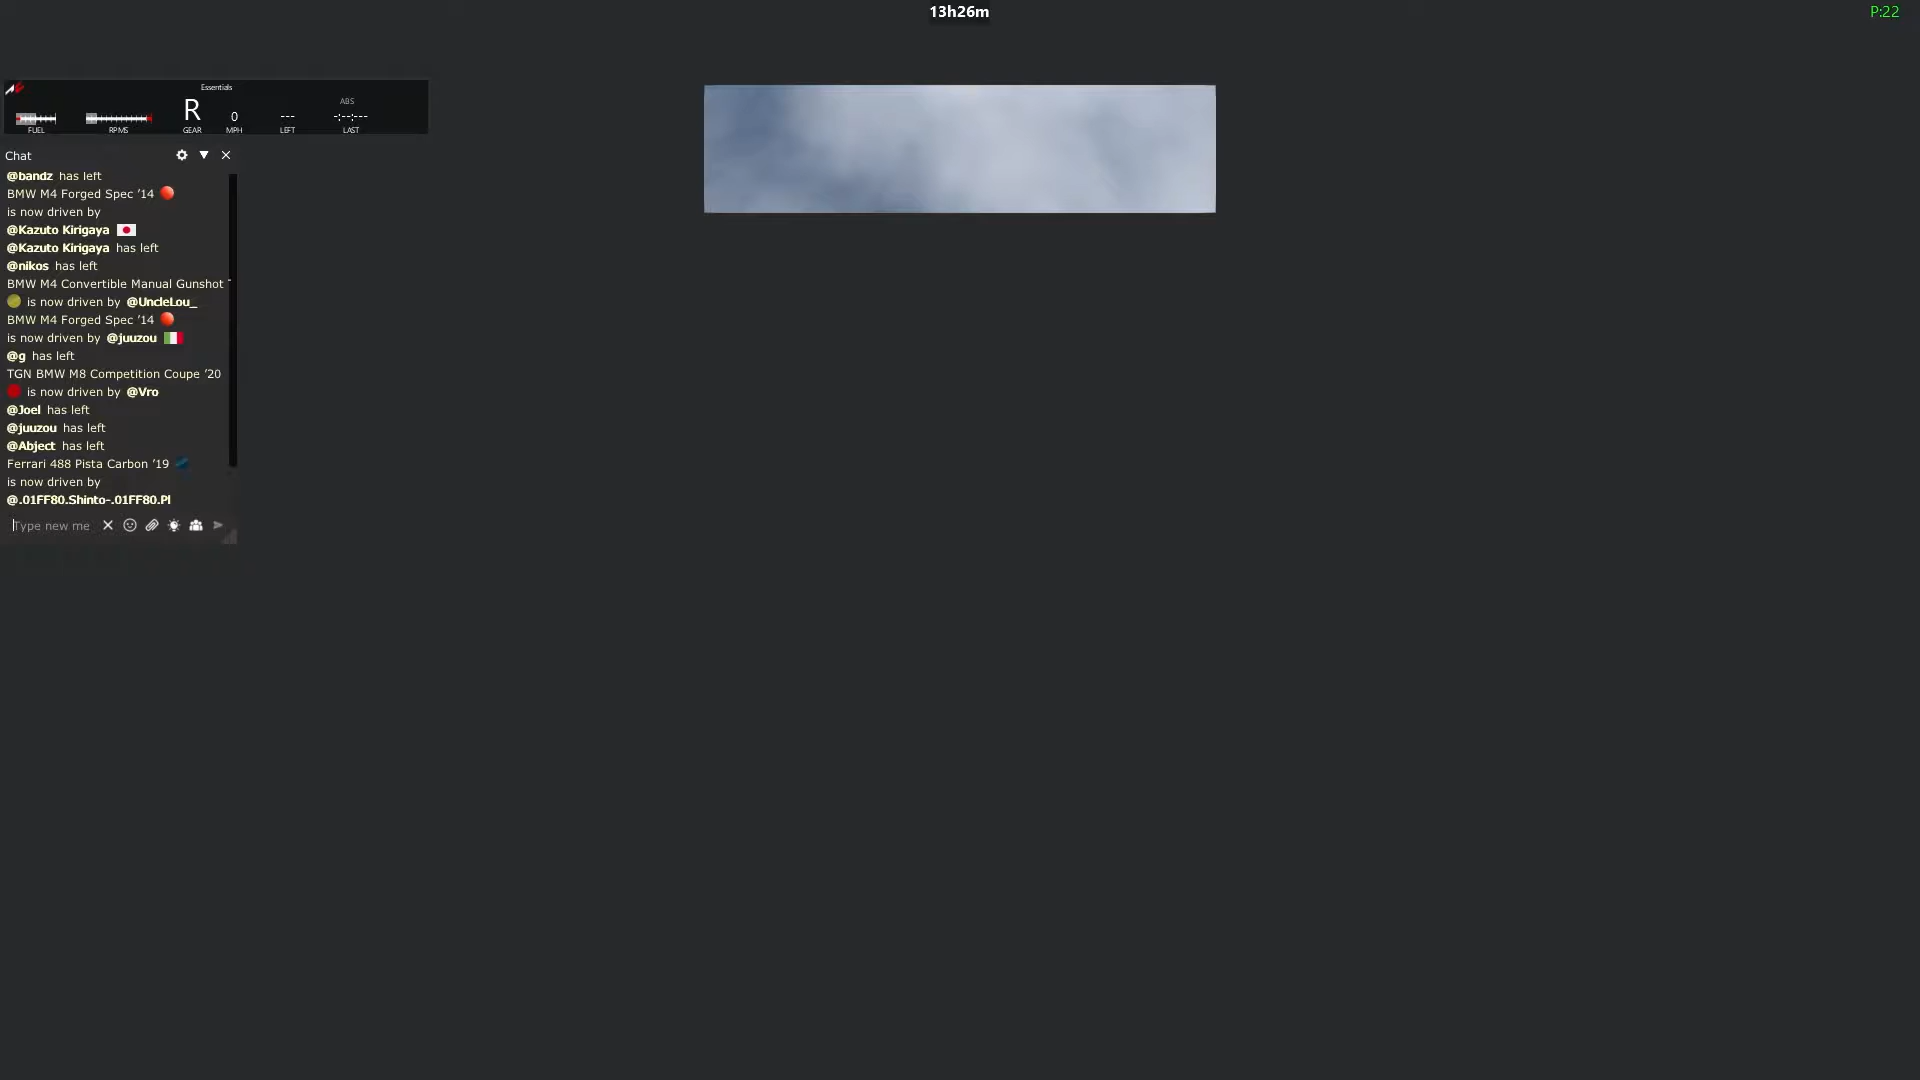 13h26m
P:22
Essentials
R
0
---
ABS
-:--:---
FUEL
RPMS
GEAR
MPH
LEFT
LAST
Chat
@bandz has left
BMW M4 Forged Spec '14
is now driven by
@Kazuto Kirigaya
@Kazuto Kirigaya has left
@nikos has left
BMW M4 Convertible Manual Gunshot
is now driven by @UncleLou_
BMW M4 Forged Spec '14
is now driven by @juuzou
@g has left
TGN BMW M8 Competition Coupe '20
is now driven by @Vro
@Joel has left
@juuzou has left
@Abject has left
Ferrari 488 Pista Carbon '19
is now driven by
@.01FF80.Shinto-.01FF80.Pl
Type new me